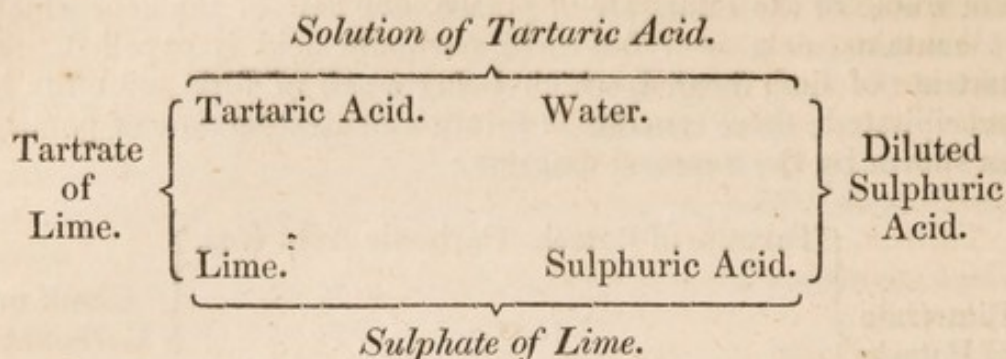 Solution of Tartaric Acid.
Tartaric Acid. Water.
Tartrate
of
Lime.
Diluted
Sulphuric
Acid.
Lime. Sulphuric Acid.
Sulphate of Lime.